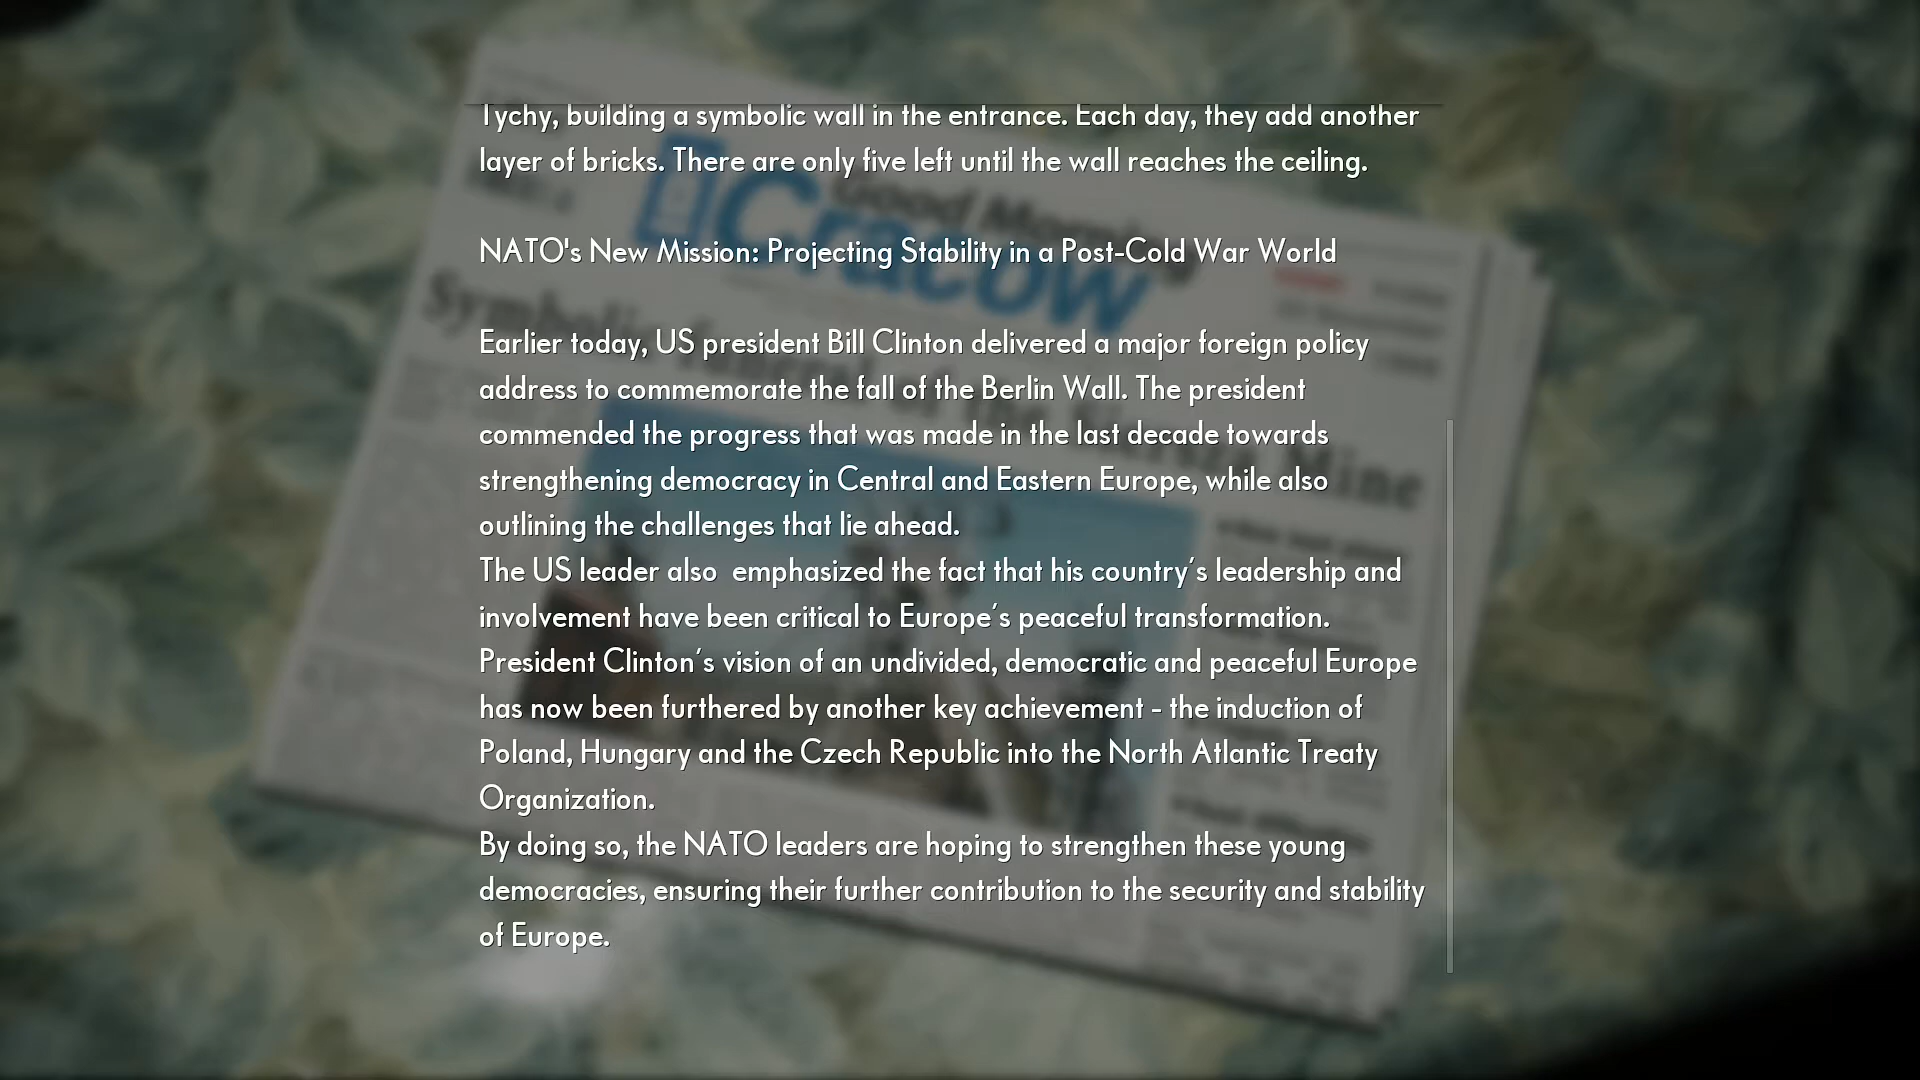 Tychy, building a symbolic wall in the entrance. Each day, they add another
layer of bricks. There are only five left until the wall reaches the ceiling.
NATO's New Mission: Projecting Stability in a Post-Cold War World
Earlier today, US president Bill Clinton delivered a major foreign policy
address to commemorate the fall of the Berlin Wall. The president
commended the progress that was made in the last decade towards
strengthening democracy in Central and Eastern Europe, while also
outlining the challenges that lie ahead.
The US leader also  emphasized the fact that his country´s leadership and
involvement have been critical to Europe´s peaceful transformation.
President Clinton´s vision of an undivided, democratic and peaceful Europe
has now been furthered by another key achievement - the induction of
Poland, Hungary and the Czech Republic into the North Atlantic Treaty
Organization.
By doing so, the NATO leaders are hoping to strengthen these young
democracies, ensuring their further contribution to the security and stability
of Europe.
Good Morning
Cracow
Symbolic funeral of the Mine